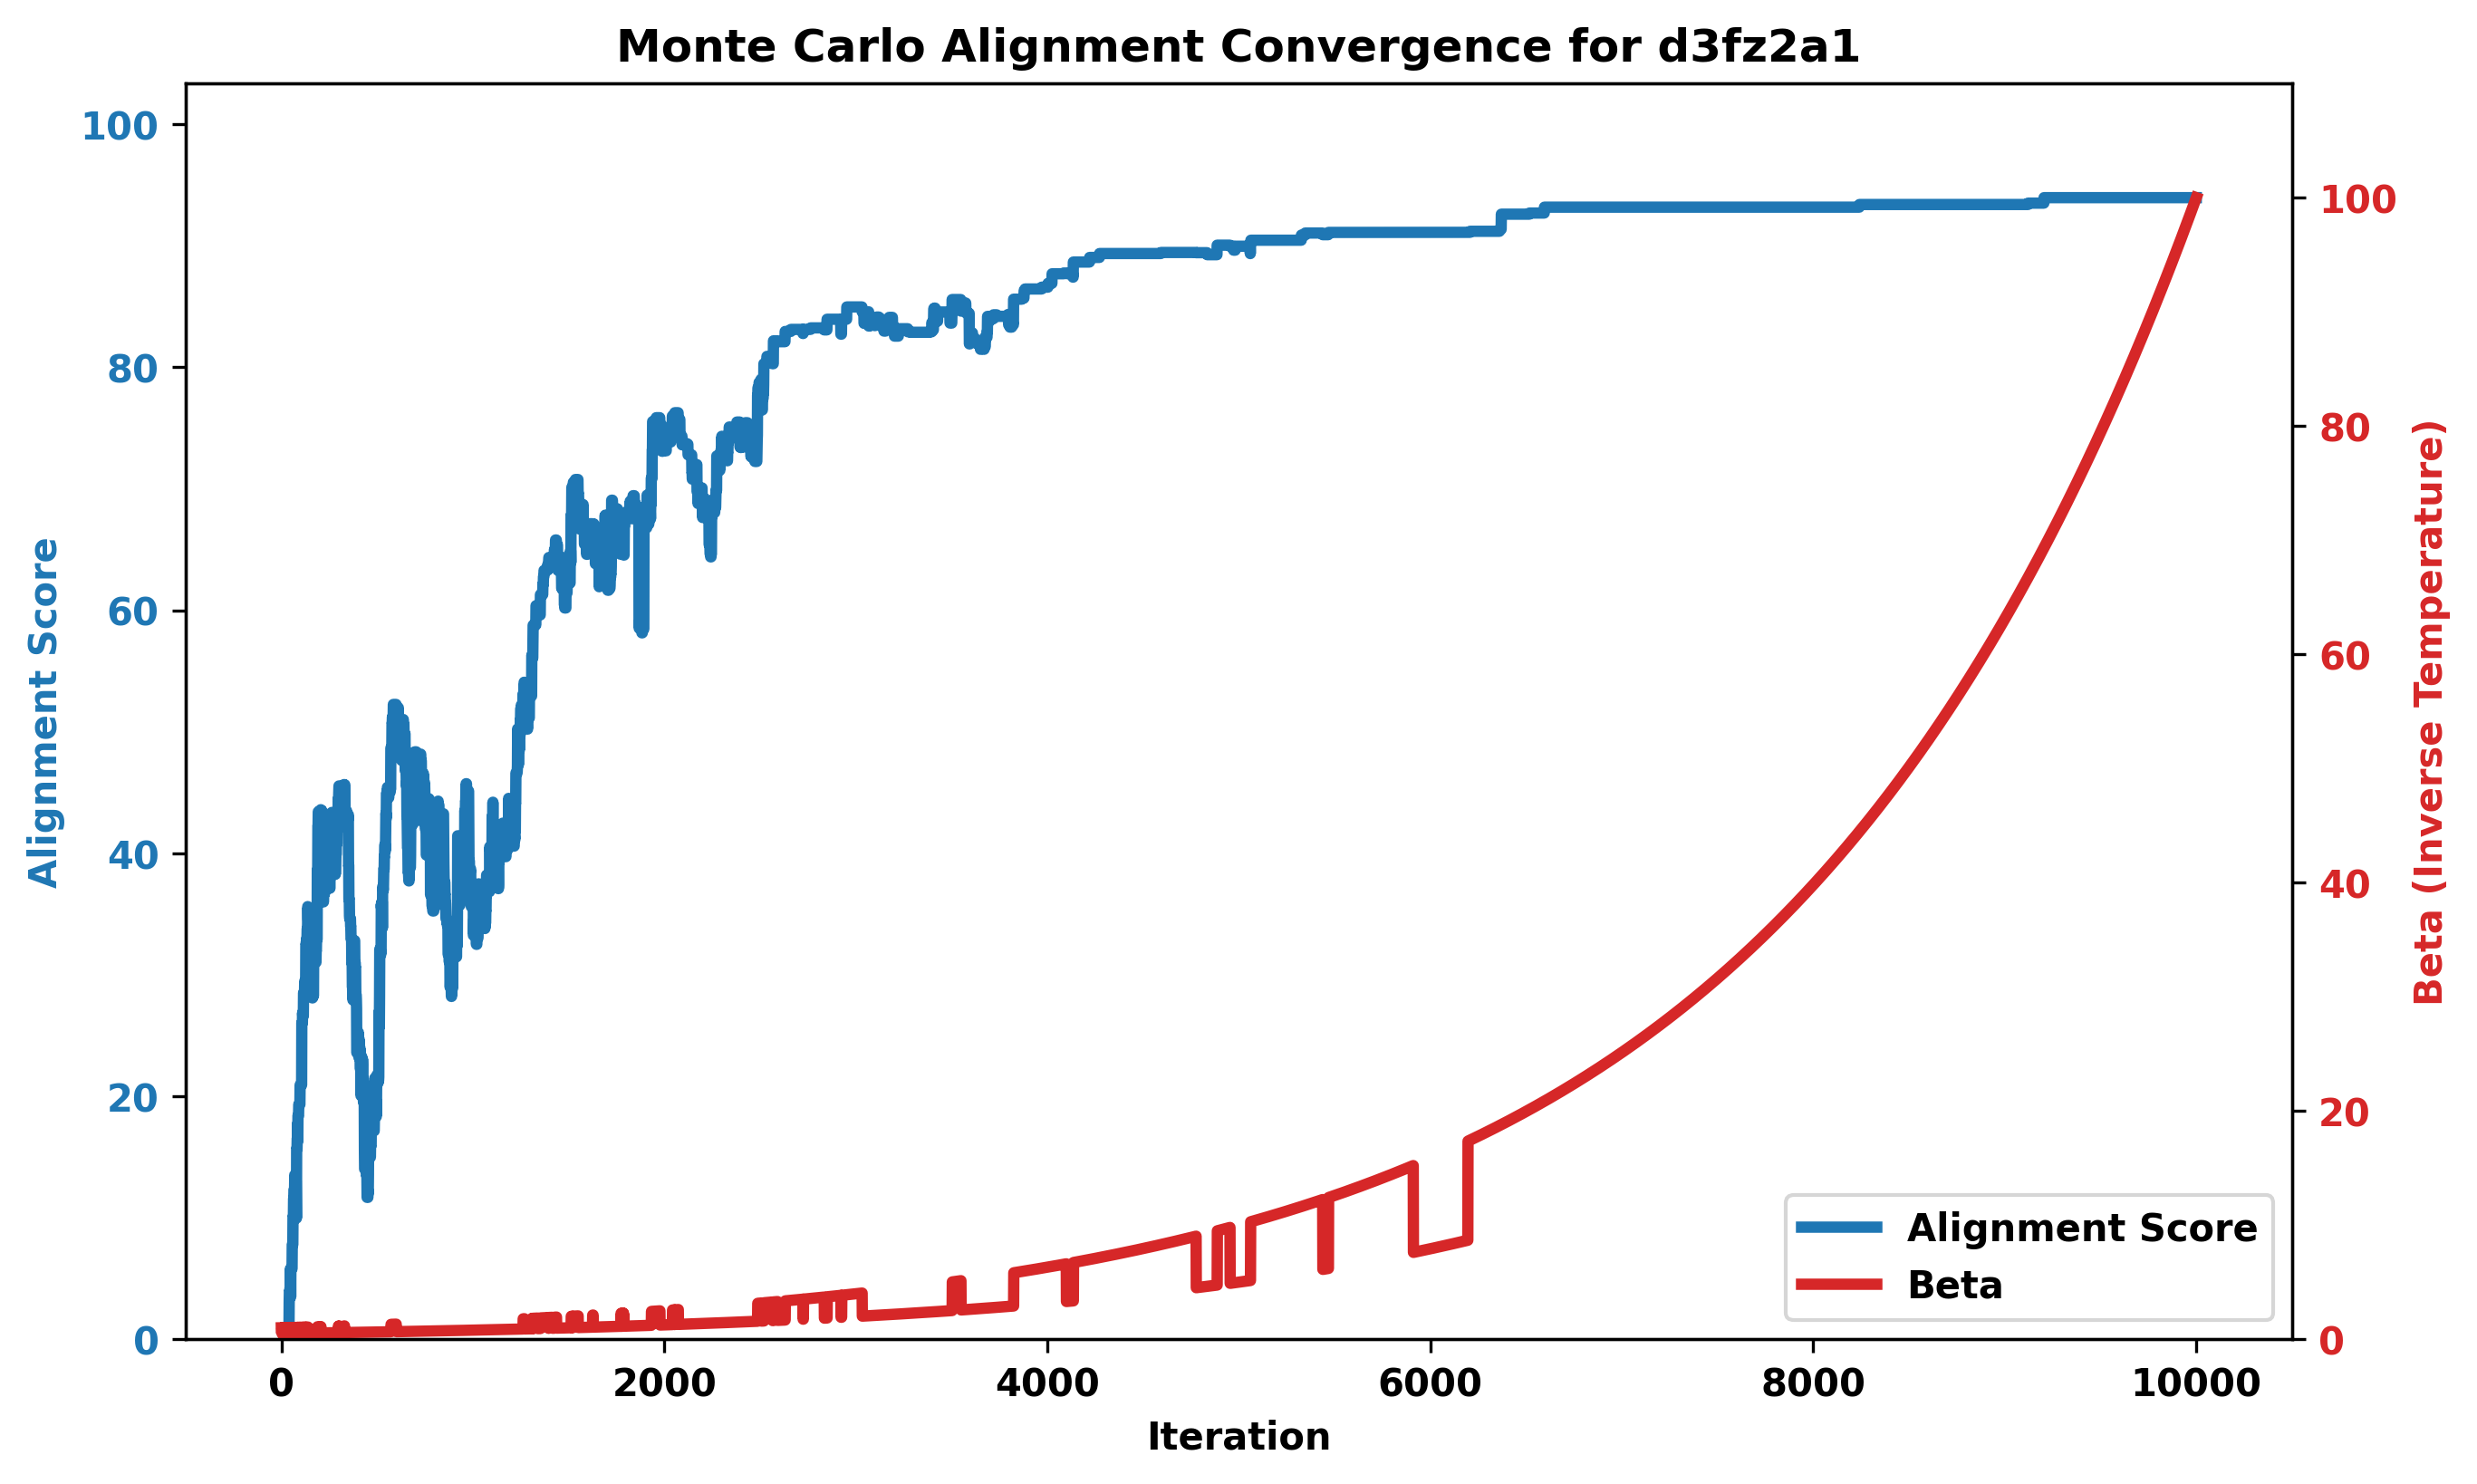 Monte Carlo Alignment Convergence for d3fz2a1
Alignment Score
100
80
60
40
20
0
100
80
60
40
20
0
Beta (Inverse Temperature)
Alignment Score
Beta
0 2000 4000 6000 8000 10000
Iteration